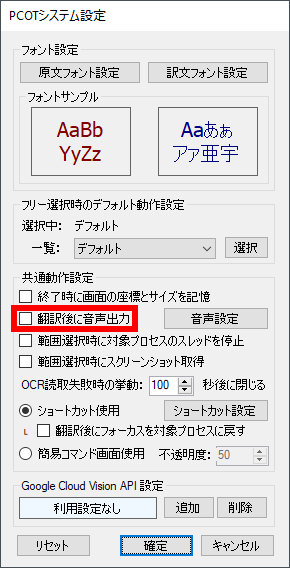 PCOTシステム設定
フォント設定
原文フォント設定 訳文フォント設定
フォントサンプル
AaBb Aaあぁ
YyZz アァ亜宇
フリー選択時のデフォルト動作設定
選択中: デフォルト
一覧: デフォルト 選択
共通動作設定
終了時に画面の座標とサイズを記憶
翻訳後に音声出力 音声設定
範囲選択時に対象プロセスのスレッドを停止
範囲選択時にスクリーンショット取得
OCR読取失敗時の挙動: 100 秒後に閉じる
ショートカット使用 ショートカット設定
L 翻訳後にフォーカスを対象プロセスに戻す
簡易コマンド画面使用 不透明度: 50
Google Cloud Vision API 設定
利用設定なし 追加 削除
リセット 確定 キャンセル